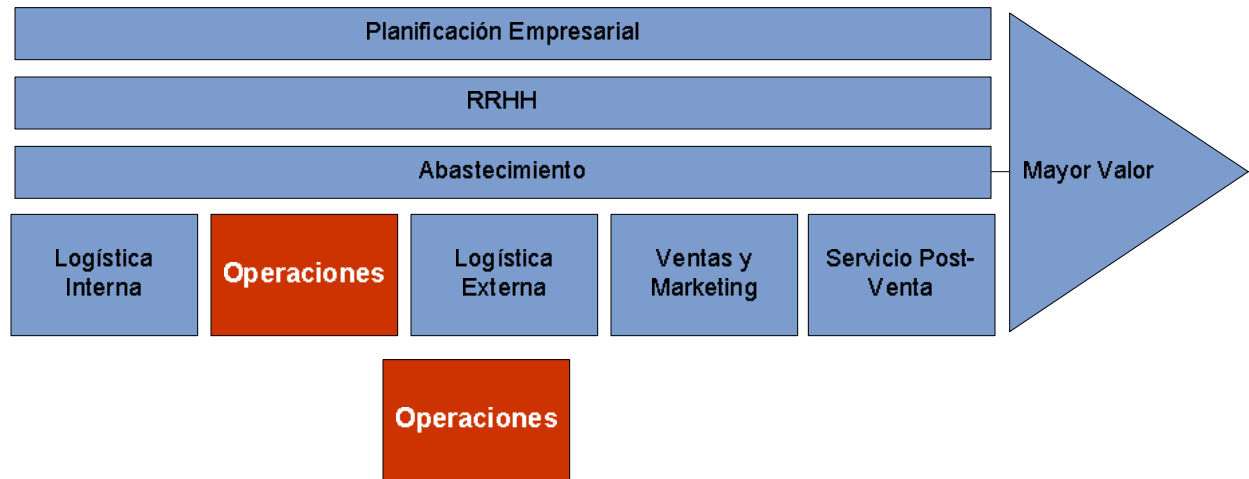 Planificación Empresarial
RRHH
Abastecimiento
Mayor Valor
Logística
Interna
Operaciones
Logística
Externa
Ventas y
Marketing
Servicio Post-
Venta
Operaciones